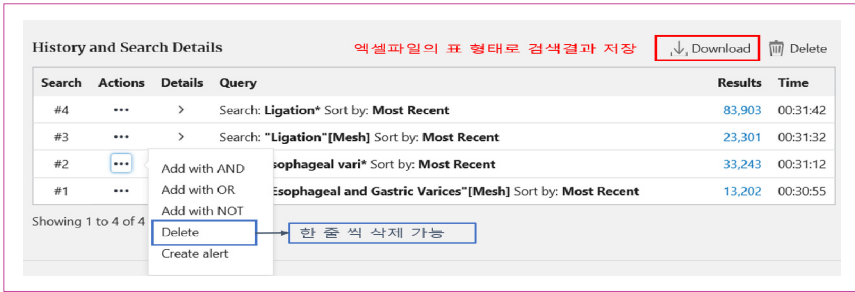 History and Search Details 엑셀파일의 표 형태로 검색결과 저장 Download Delete
Search Actions Details Query Results Time
#4 ... > Search: Ligation* Sort by: Most Recent 83,903 00:31:42
#3 ... > Search: "Ligation"[Mesh] Sort by: Most Recent 23,301 00:31:32
#2 ... sophageal vari* Sort by: Most Recent 33,243 00:31:12
#1 ... Esophageal and Gastric Varices"[Mesh] Sort by: Most Recent 13,202 00:30:55
Add with AND
Add with OR
Add with NOT
Showing 1 to 4 of 4
Delete 한 줄 씩 삭제 가능
Create alert